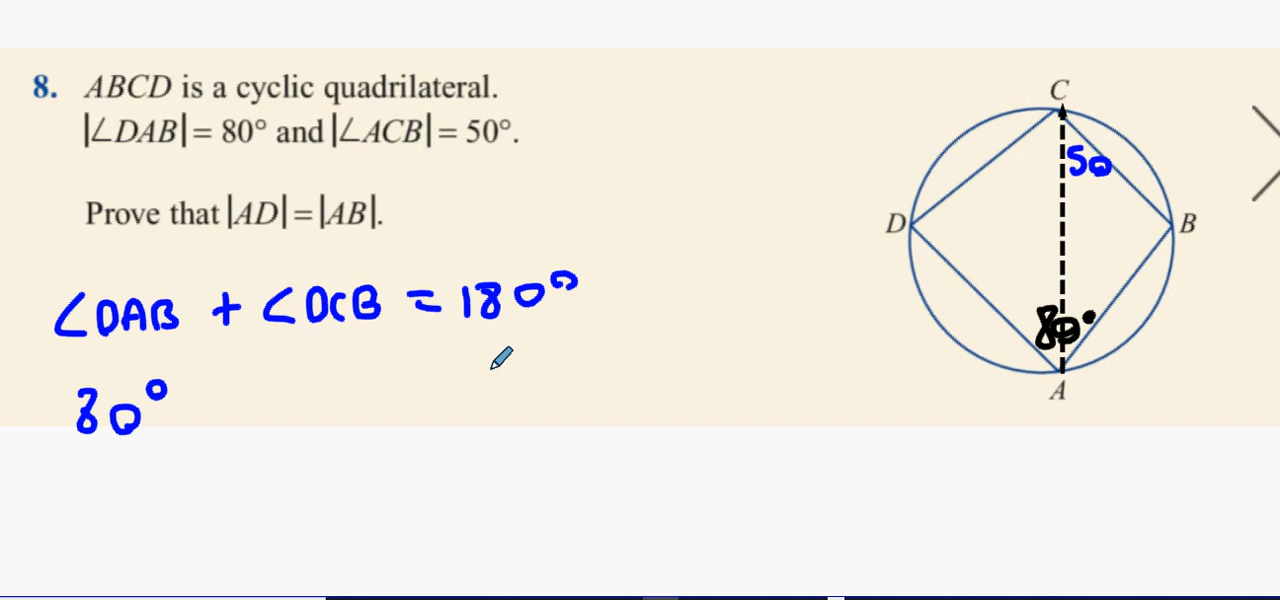 8. ABCD is a cyclic quadrilateral.
|∠DAB| = 80° and |∠ACB| = 50°.
Prove that |AD| = |AB|.
∠DAB + ∠DCB = 180°
80°
C
50
D
B
80°
A